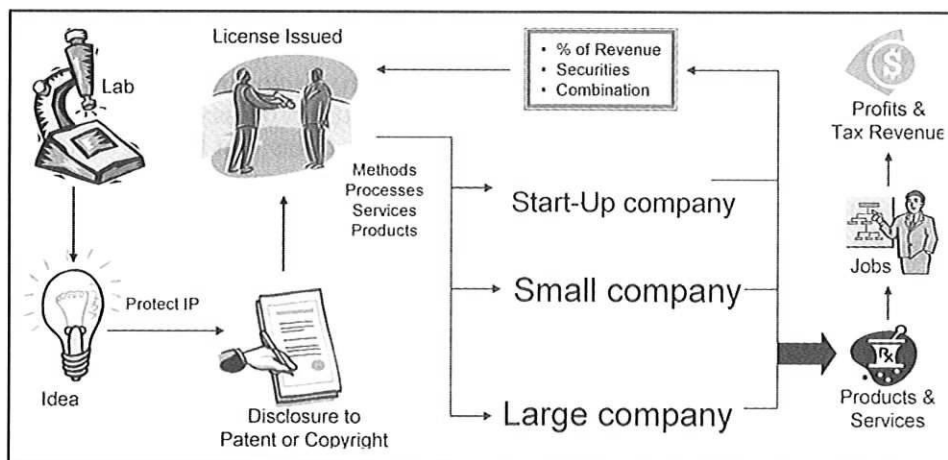 Lab
Idea
Protect IP
Disclosure to
Patent or Copyright
License Issued
Methods
Processes
Services
Products
• % of Revenue
• Securities
• Combination
Start-Up company
Small company
Large company
Rx
Products &
Services
Jobs
$
Profits &
Tax Revenue